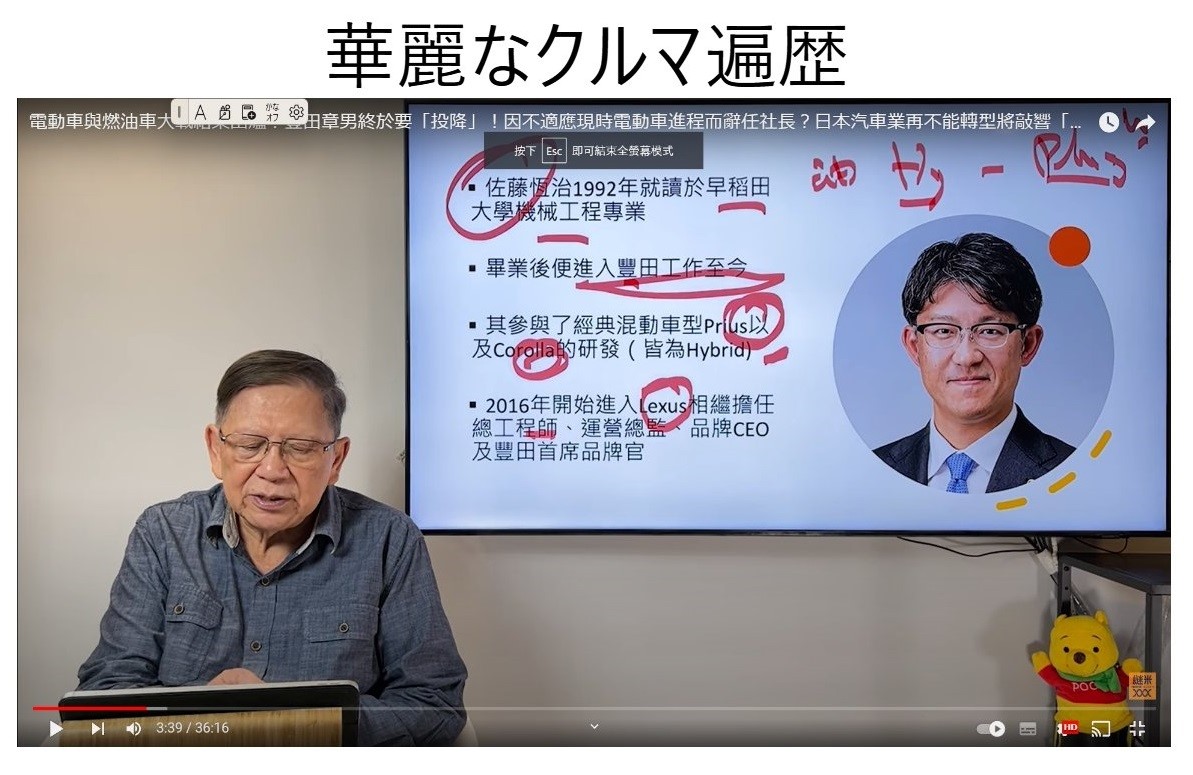 華麗なクルマ遍歴
電動車與燃油車大 豐田章男終於要「投降」！因不適應現時電動車進程而辭任社長？日本汽車業再不能轉型將敲響「...
A
かな
オフ
按下 Esc 即可結束全螢幕模式
油 Hy - Plug
▪ 佐藤恆治1992年就讀於早稻田
大學機械工程專業
▪ 畢業後便進入豐田工作至今
▪ 其參與了經典混動車型Prius以
及Corolla的研發（皆為Hybrid)
▪ 2016年開始進入Lexus相繼擔任
總工程師、運營總監、品牌CEO
及豐田首席品牌官
POO
謎米
XXX
3:39 / 36:16
HD